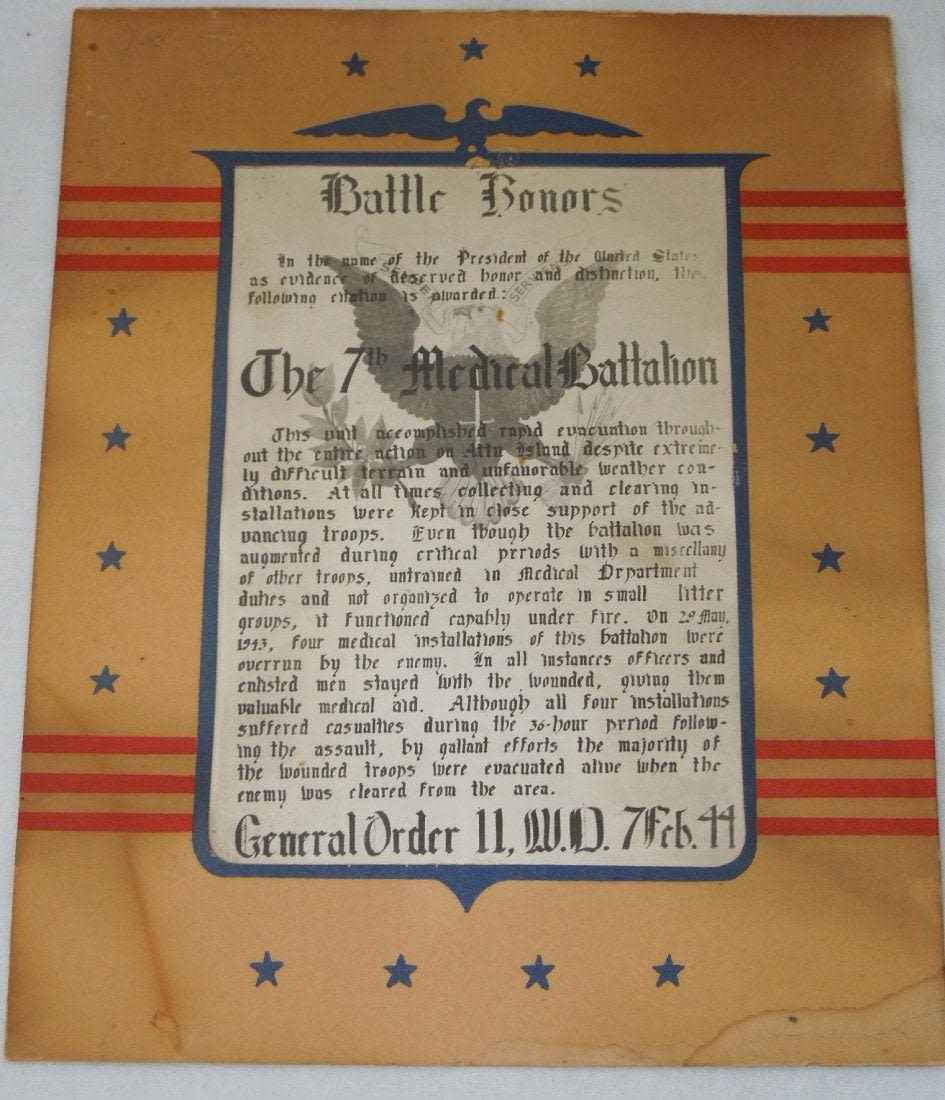 Battle Honors
In the name of the President of the United States
as evidence of deserved honor and distinction, the
following citation is awarded:
The 7th Medical Battalion
This unit accomplished rapid evacuation through-
out the entire action on Attu Island despite extreme-
ly difficult terrain and unfavorable weather con-
ditions. At all times collecting and clearing in-
stallations were kept in close support of the ad-
vancing troops. Even though the battalion was
augmented during critical periods with a miscellany
of other troops, untrained in Medical Department
duties and not organized to operate in small litter
groups, it functioned capably under fire. On 29 May,
1943, four medical installations of this battalion were
overrun by the enemy. In all instances officers and
enlisted men stayed with the wounded, giving them
valuable medical aid. Although all four installations
suffered casualties during the 36-hour period follow-
ing the assault, by gallant efforts the majority of
the wounded troops were evacuated alive when the
enemy was cleared from the area.
General Order 11, W.D. 7 Feb. 44